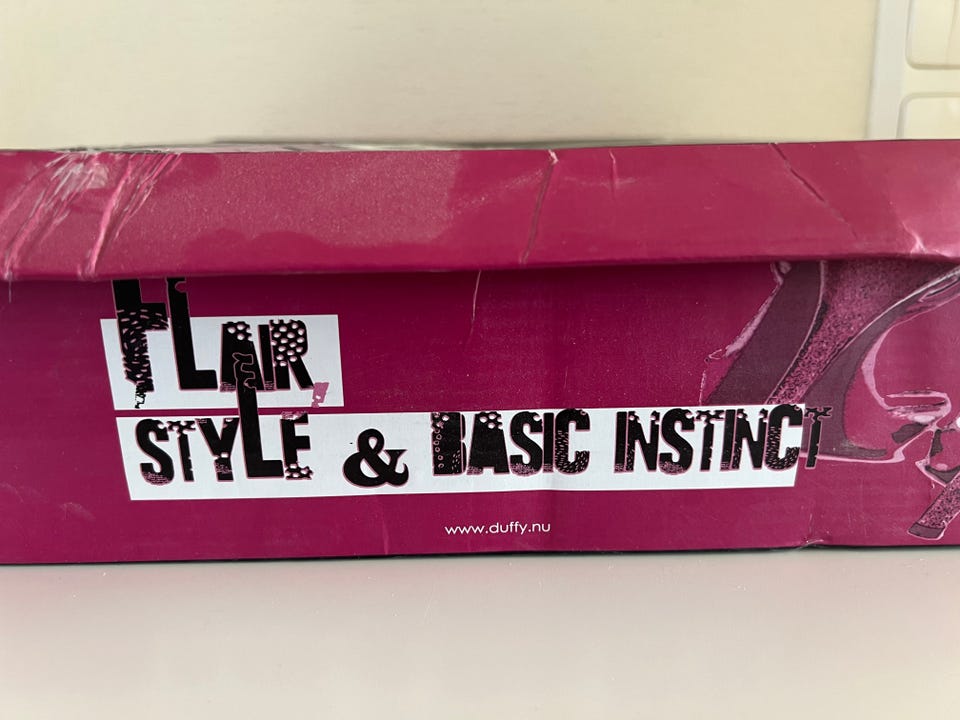 FLAIR,
STYLE & BASIC INSTINCT
www.duffy.nu